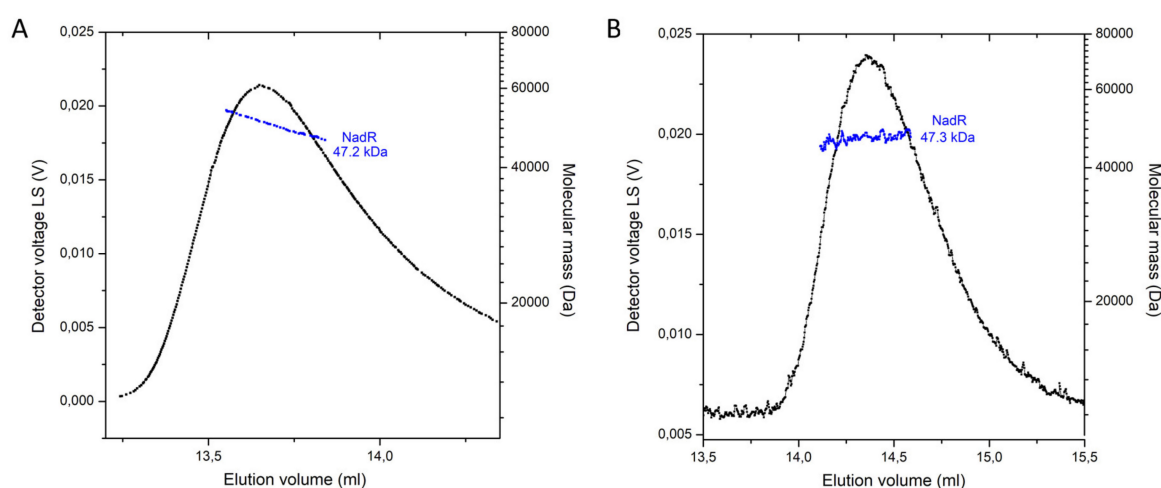 A
0,025
0,020
0,015
0,010
0,005
0,000
Detector voltage LS (V)
80000
60000
40000
20000
Molecular mass (Da)
NadR
47.2 kDa
13,5
14,0
Elution volume (ml)
B
0,025
0,020
0,015
0,010
0,005
Detector voltage LS (V)
80000
60000
40000
20000
Molecular mass (Da)
NadR
47.3 kDa
13,5
14,0
14,5
15,0
15,5
Elution volume (ml)